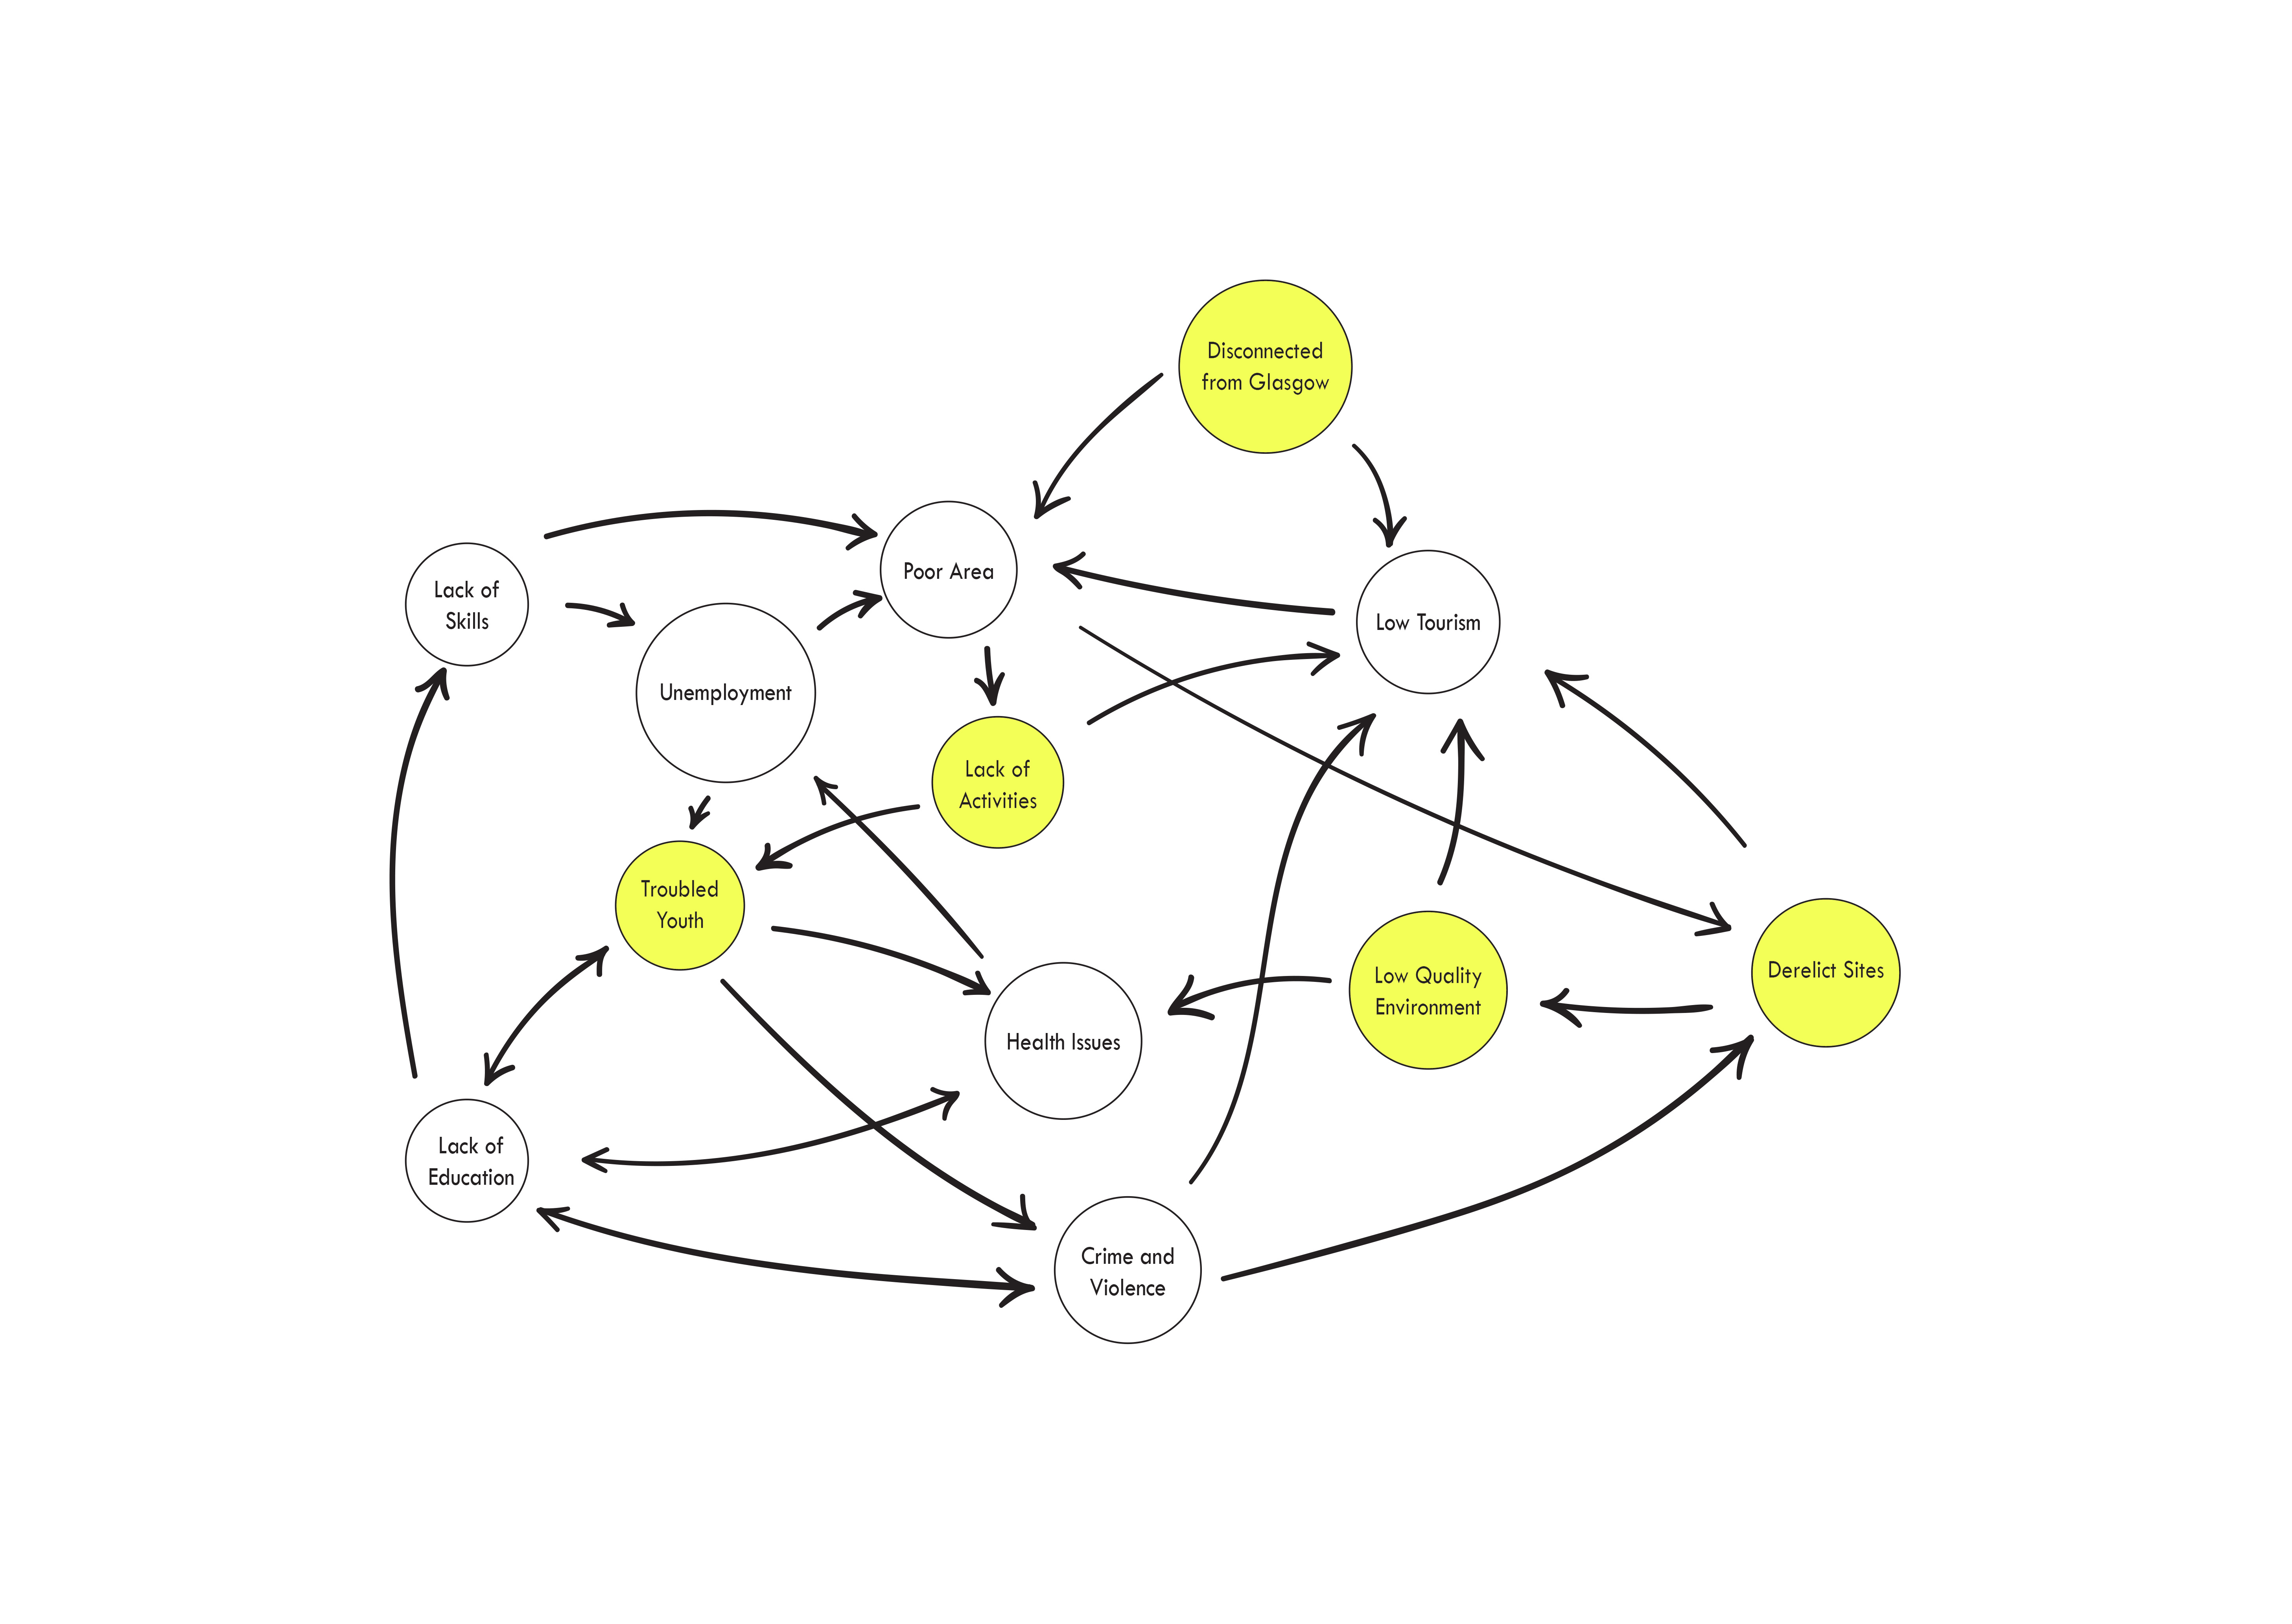 Disconnected
from Glasgow
Poor Area
Lack of
Skills
Low Tourism
Unemployment
Lack of
Activities
Troubled
Youth
Low Quality
Environment
Derelict Sites
Health Issues
Lack of
Education
Crime and
Violence